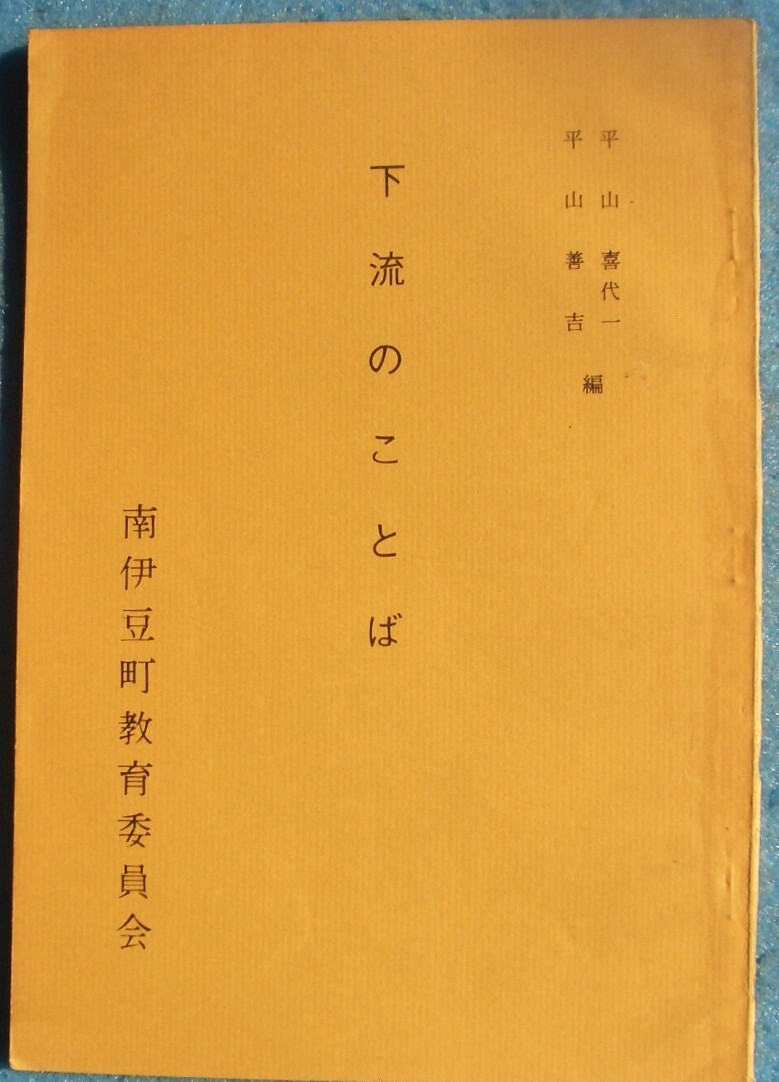 平山喜代一
平山善吉
編
下流のことば
南伊豆町教育委員会